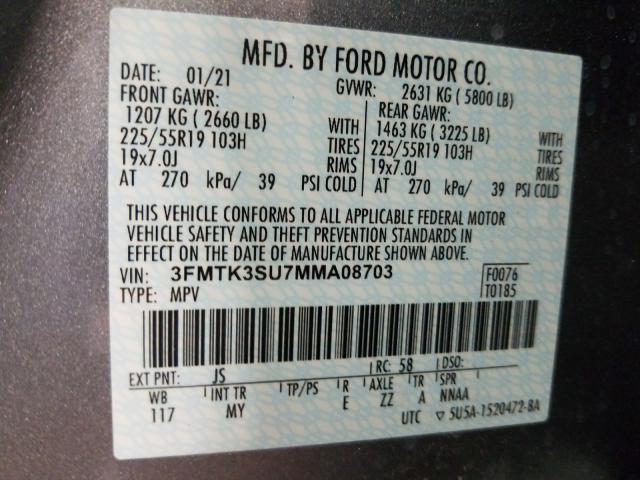 MFD. BY FORD MOTOR CO.
DATE: 01/21 GVWR: 2631 KG ( 5800 LB)
FRONT GAWR: REAR GAWR:
1207 KG ( 2660 LB) WITH 1463 KG ( 3225 LB) WITH
225/55R19 103H TIRES 225/55R19 103H TIRES
19x7.0J RIMS 19x7.0J RIMS
AT 270 kPa/ 39 PSI COLD AT 270 kPa/ 39 PSI COLD
THIS VEHICLE CONFORMS TO ALL APPLICABLE FEDERAL MOTOR
VEHICLE SAFETY AND THEFT PREVENTION STANDARDS IN
EFFECT ON THE DATE OF MANUFACTURE SHOWN ABOVE.
VIN: 3FMTK3SU7MMA08703 F0076
TYPE: MPV T0185
EXT PNT: JS RC: 58 DSO:
WB INT TR TP/PS R AXLE TR SPR
117 MY E ZZ A NNAA
UTC ▽ 5U5A-1520472-BA